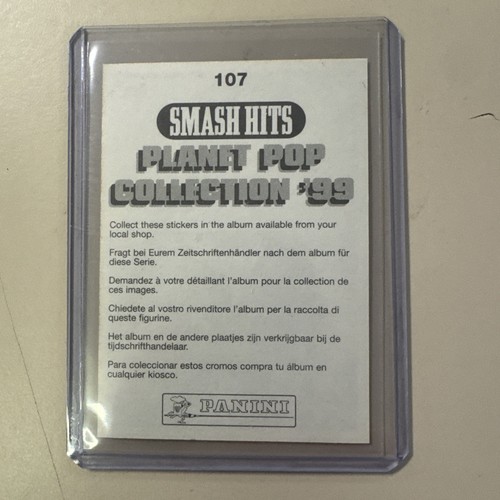 107
SMASH HITS
PLANET POP
COLLECTION '99
Collect these stickers in the album available from your
local shop.
Fragt bei Eurem Zeitschriftenhändler nach dem album für
diese Serie.
Demandez à votre détaillant l'album pour la collection de
ces images.
Chiedete al vostro rivenditore l'album per la raccolta di
queste figurine.
Het album en de andere plaatjes zijn verkrijgbaar bij de
tijdschrifthandelaar.
Para coleccionar estos cromos compra tu álbum en
cualquier kiosco.
PANINI